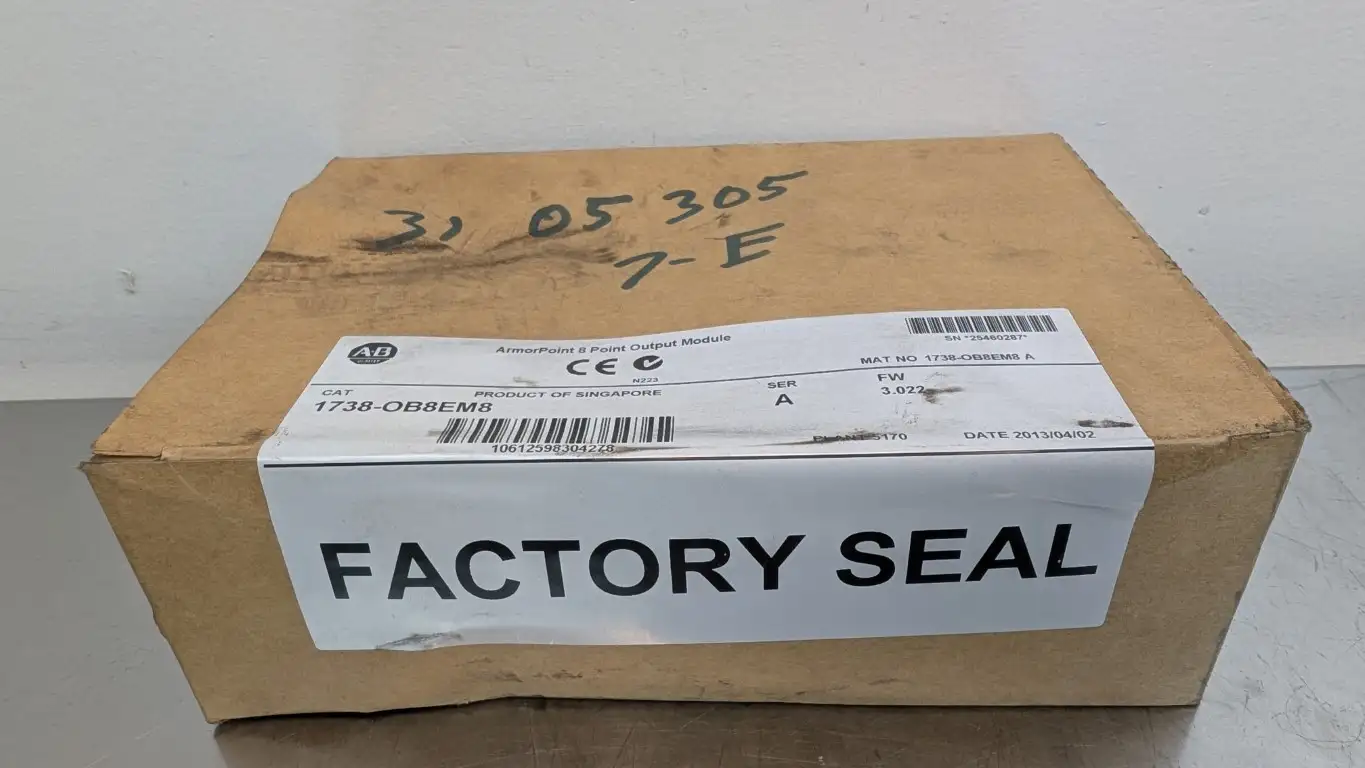 31 05 305
7-E
A-B
ArmorPoint 8 Point Output Module
CE
N223
SN *25460287*
MAT NO 1738-OB8EM8 A
CAT
1738-OB8EM8
PRODUCT OF SINGAPORE
SER
A
FW
3.022
10612598304278
PLANT 5170
DATE 2013/04/02
FACTORY SEAL